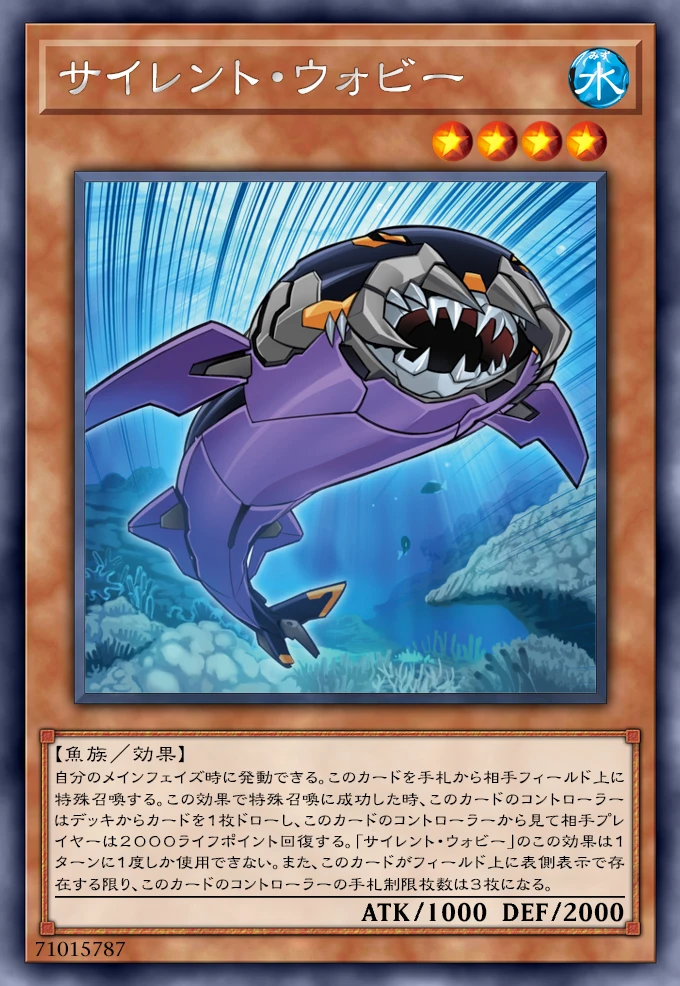 サイレント・ウォビー
みず
水
【魚族／効果】
自分のメインフェイズ時に発動できる。このカードを手札から相手フィールド上に
特殊召喚する。この効果で特殊召喚に成功した時、このカードのコントローラー
はデッキからカードを１枚ドローし、このカードのコントローラーから見て相手プレ
イヤーは２０００ライフポイント回復する。「サイレント・ウォビー」のこの効果は１
ターンに１度しか使用できない。また、このカードがフィールド上に表側表示で存
在する限り、このカードのコントローラーの手札制限枚数は３枚になる。
ATK/1000 DEF/2000
71015787